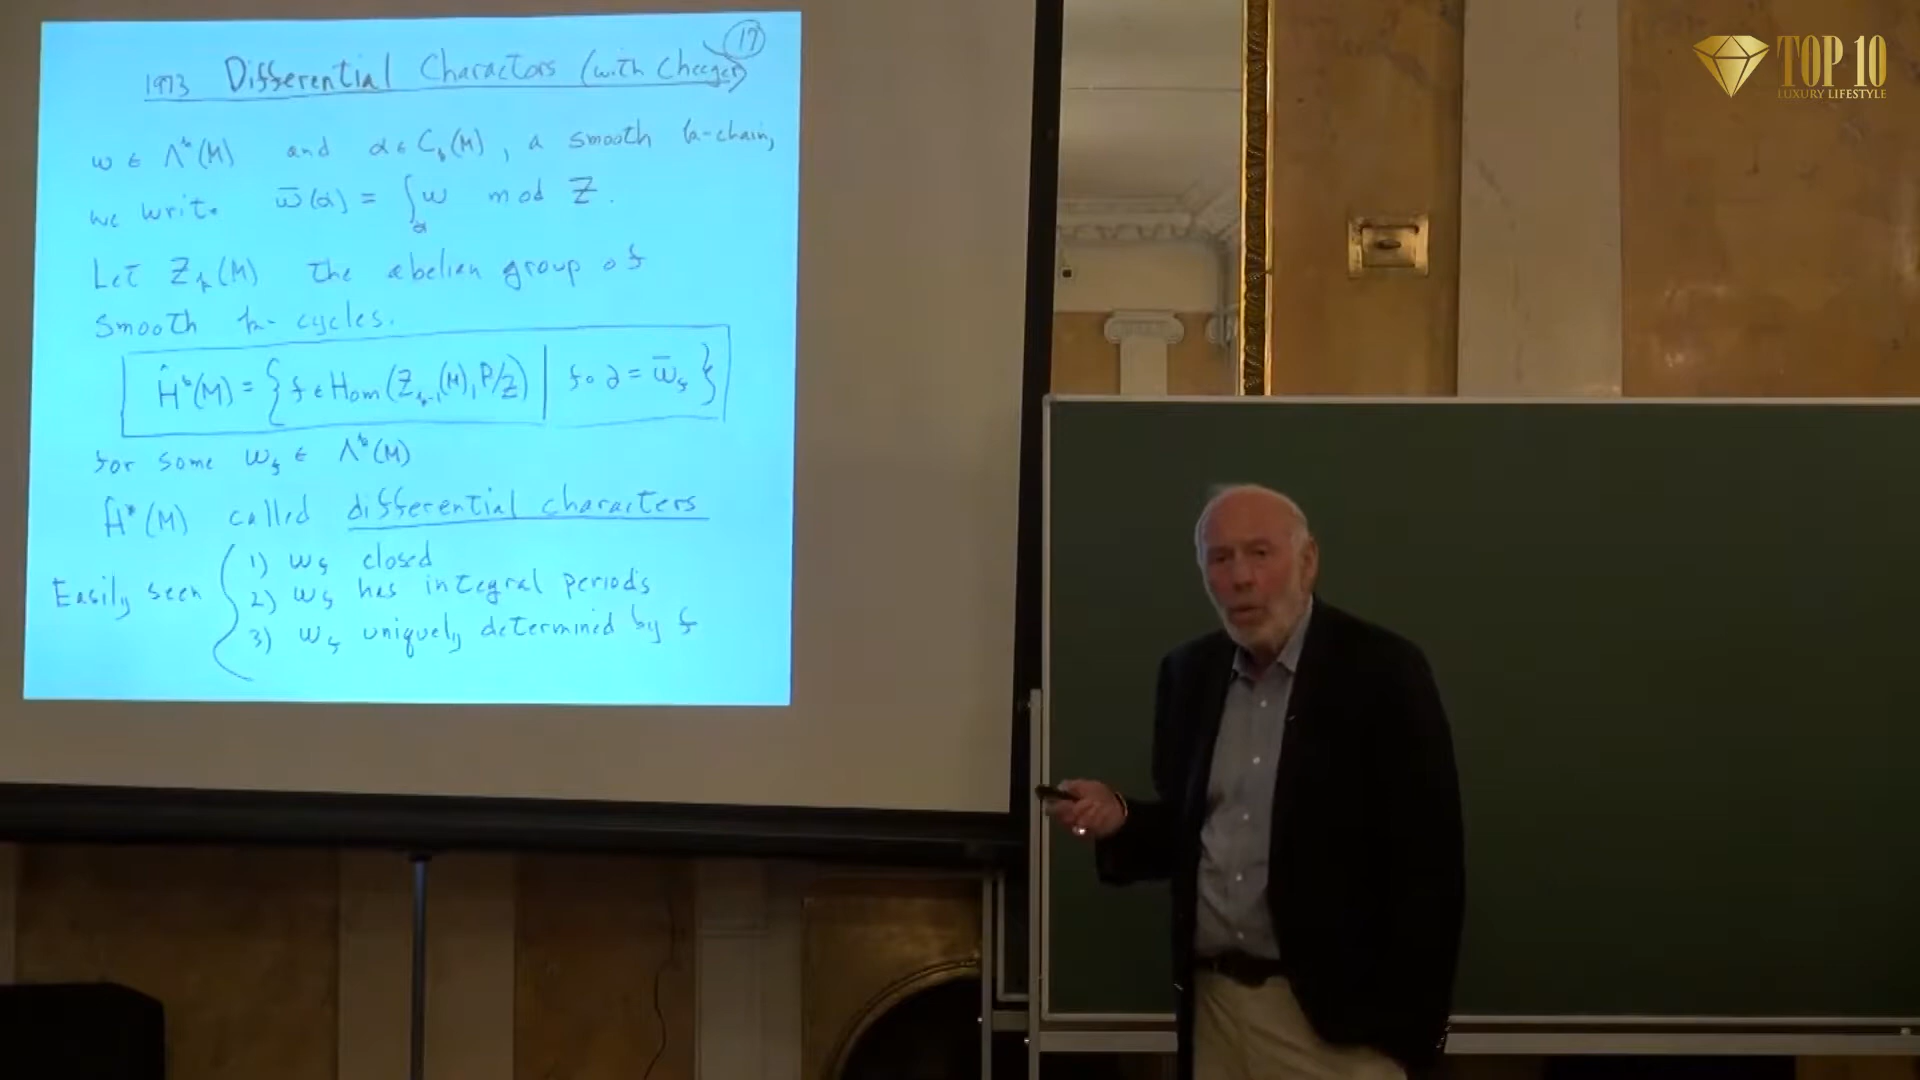 17
1973 Differential Charactors (with Cheeger)
ω ∈ Λᵏ(M) and α ∈ Cₖ(M), a smooth k-chain,
we write ω̄(α) = ∫_α ω mod Z.
Let Zₖ(M) the abelian group of
smooth k-cycles.
Ĥᵏ(M) = { f ∈ Hom(Zₖ₋₁(M), R/Z) | f∘∂ = ω̄_f }
for some ω_f ∈ Λᵏ(M)
Ĥ*(M) called differential characters
Easily seen
1) ω_f closed
2) ω_f has integral periods
3) ω_f uniquely determined by f
TOP 10
LUXURY LIFESTYLE